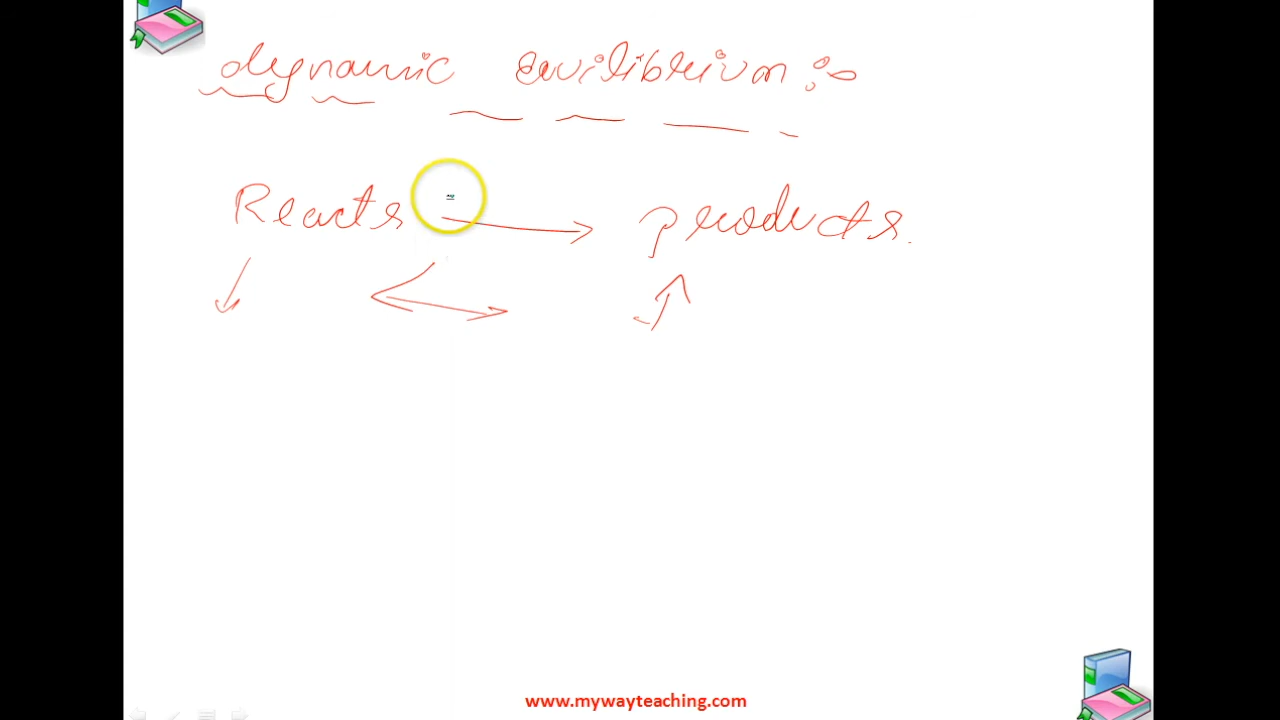 dynamic equilibrium :-
Reacts → products.
↓ ↔ ↑
www.mywayteaching.com